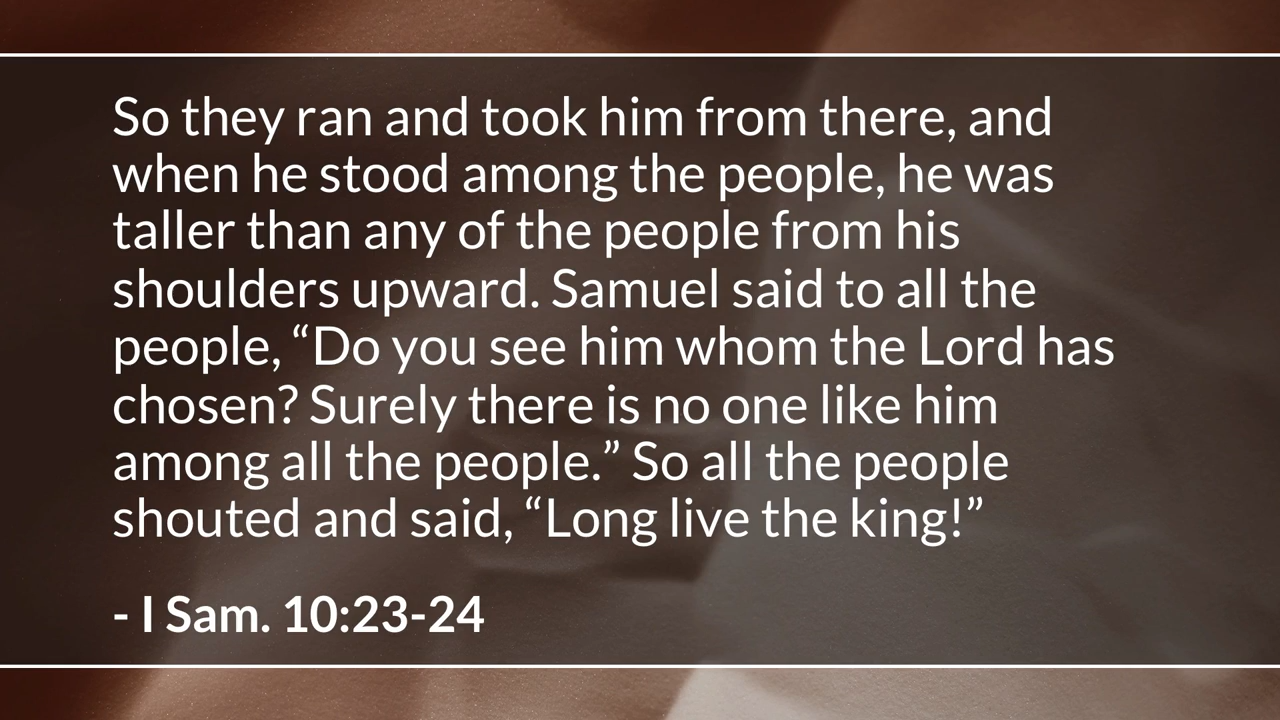 So they ran and took him from there, and
when he stood among the people, he was
taller than any of the people from his
shoulders upward. Samuel said to all the
people, “Do you see him whom the Lord has
chosen? Surely there is no one like him
among all the people.” So all the people
shouted and said, “Long live the king!”
- I Sam. 10:23-24